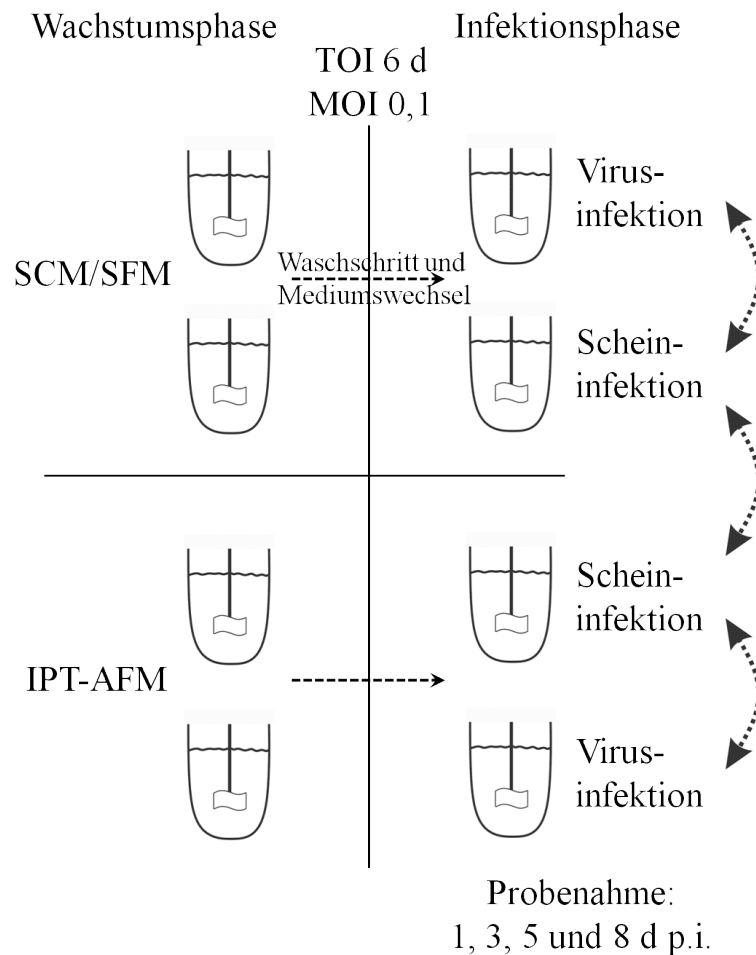 Wachstumsphase
Infektionsphase
TOI 6 d
MOI 0,1
Virus-
infektion
SCM/SFM
Waschschritt und
Mediumswechsel
Schein-
infektion
Schein-
infektion
IPT-AFM
Virus-
infektion
Probenahme:
1, 3, 5 und 8 d p.i.